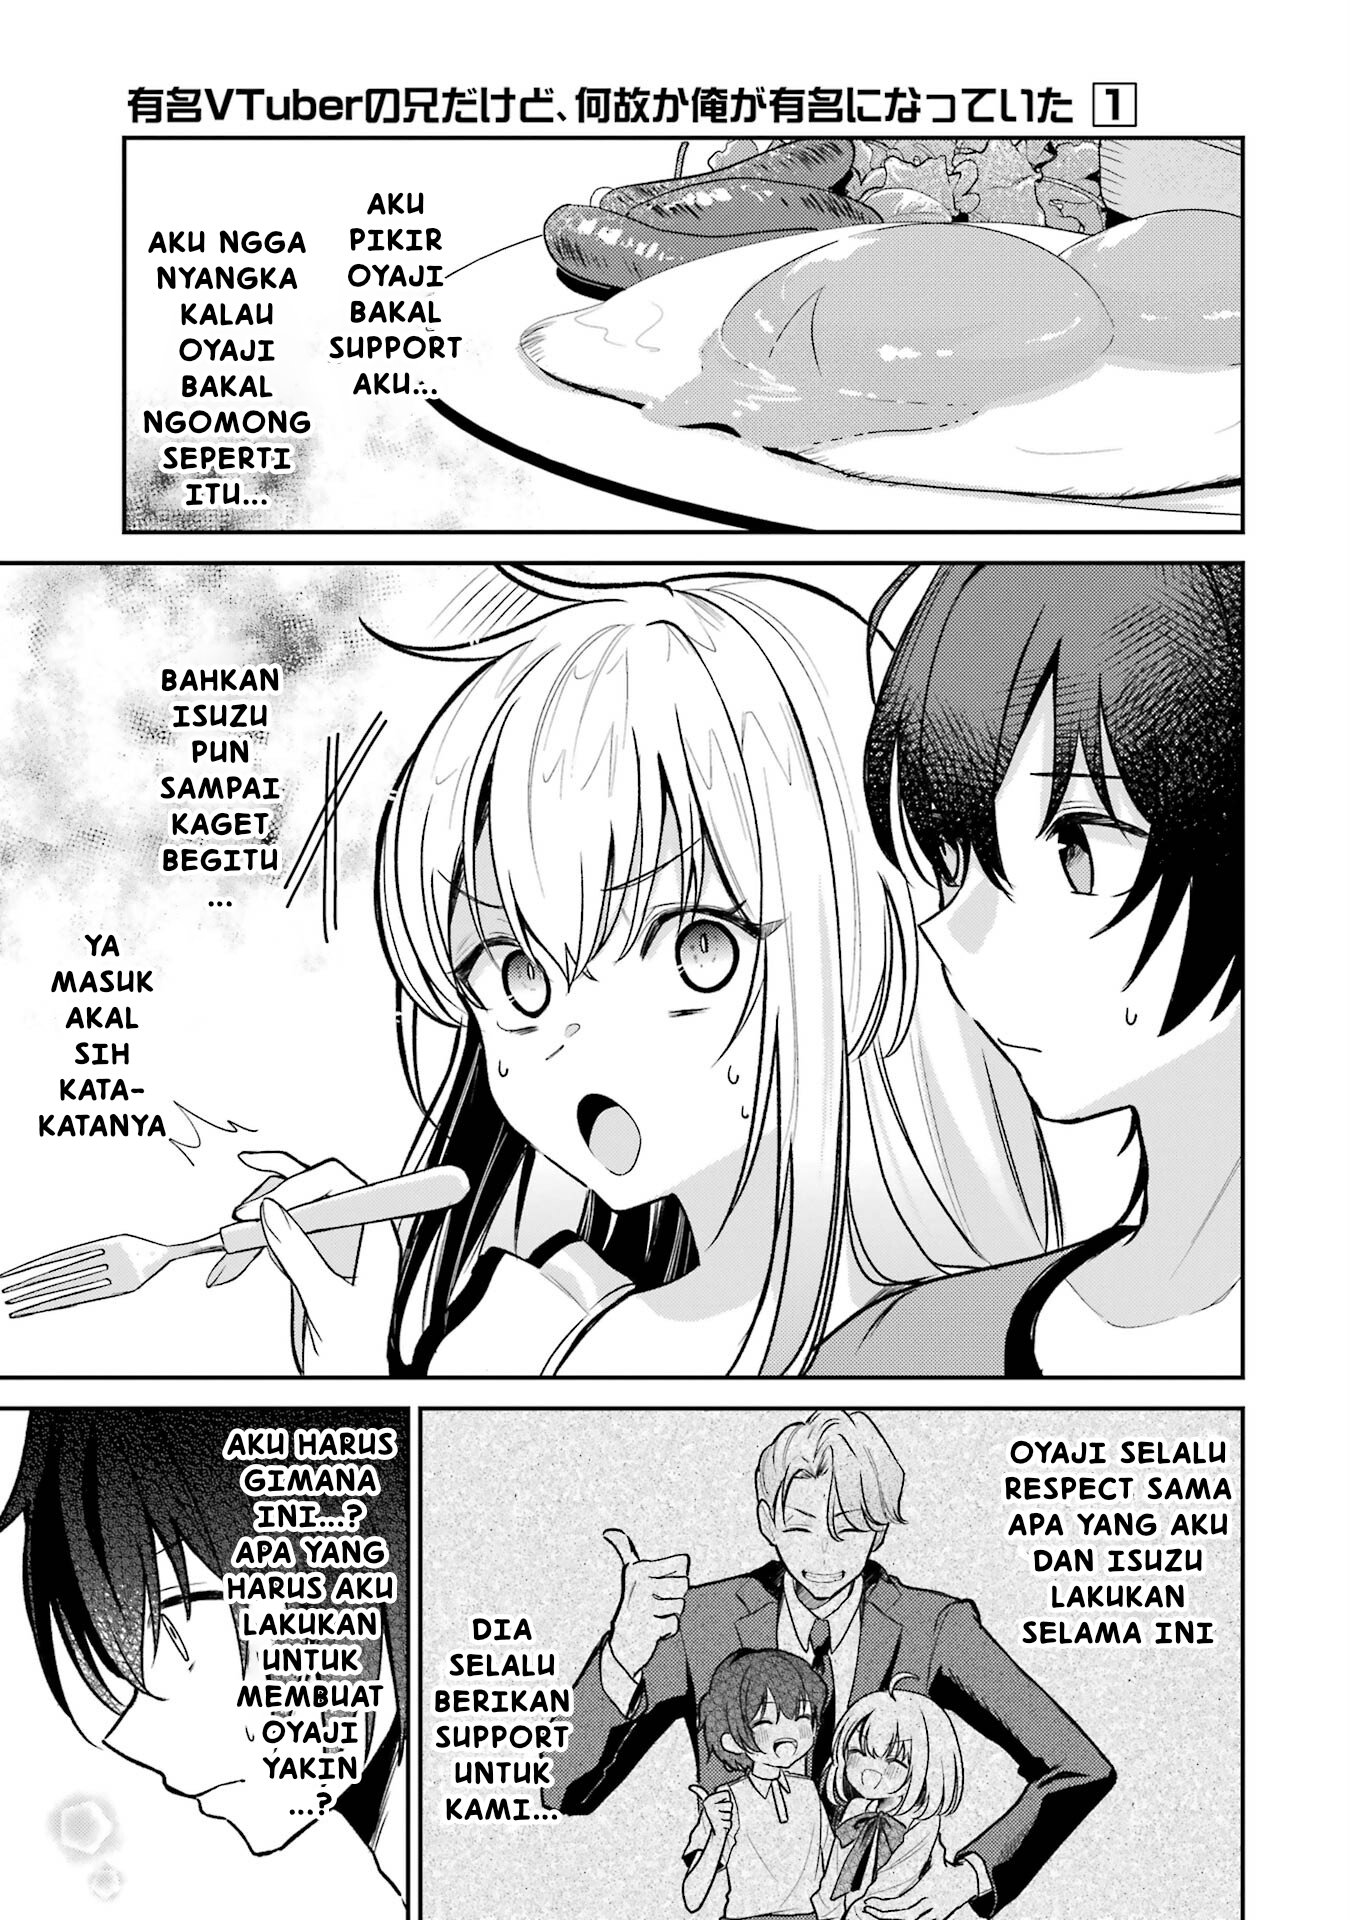 有名VTuberの兄だけど、何故か俺が有名になっていた 1
AKU
PIKIR
OYAJI
BAKAL
SUPPORT
AKU...
AKU NGGA
NYANGKA
KALAU
OYAJI
BAKAL
NGOMONG
SEPERTI
ITU...
BAHKAN
ISUZU
PUN
SAMPAI
KAGET
BEGITU
...
YA
MASUK
AKAL
SIH
KATA-
KATANYA
OYAJI SELALU
RESPECT SAMA
APA YANG AKU
DAN ISUZU
LAKUKAN
SELAMA INI
DIA
SELALU
BERIKAN
SUPPORT
UNTUK
KAMI...
AKU HARUS
GIMANA
INI...?
APA YANG
HARUS AKU
LAKUKAN
UNTUK
MEMBUAT
OYAJI
YAKIN
...?